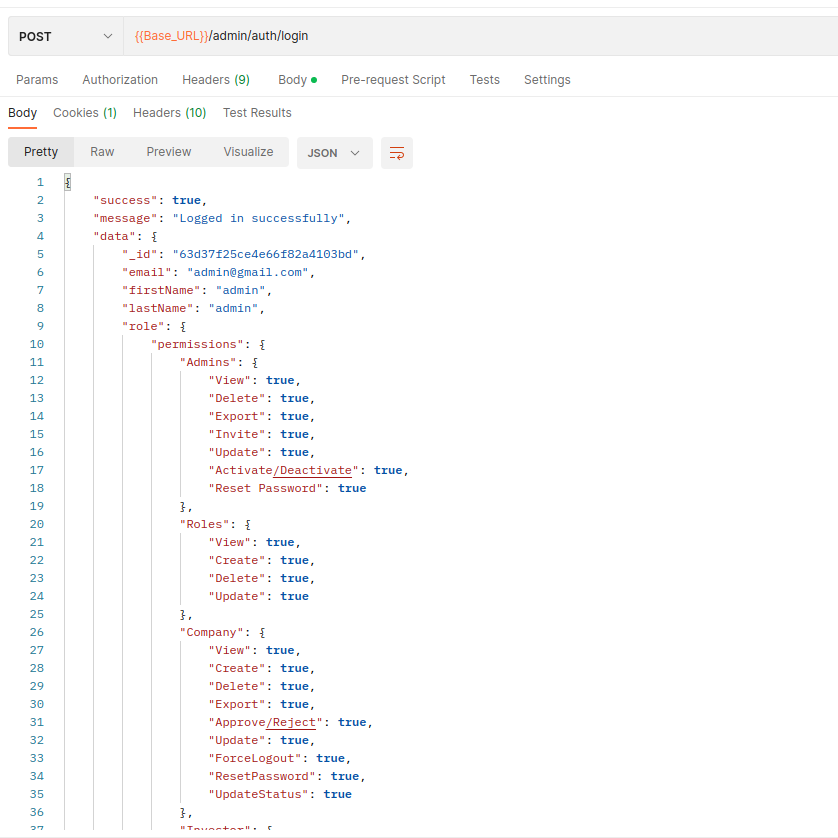 POST {{Base_URL}}/admin/auth/login
Params Authorization Headers (9) Body Pre-request Script Tests Settings
Body Cookies (1) Headers (10) Test Results
Pretty Raw Preview Visualize JSON
1 {
2 "success": true,
3 "message": "Logged in successfully",
4 "data": {
5 "_id": "63d37f25ce4e66f82a4103bd",
6 "email": "admin@gmail.com",
7 "firstName": "admin",
8 "lastName": "admin",
9 "role": {
10 "permissions": {
11 "Admins": {
12 "View": true,
13 "Delete": true,
14 "Export": true,
15 "Invite": true,
16 "Update": true,
17 "Activate/Deactivate": true,
18 "Reset Password": true
19 },
20 "Roles": {
21 "View": true,
22 "Create": true,
23 "Delete": true,
24 "Update": true
25 },
26 "Company": {
27 "View": true,
28 "Create": true,
29 "Delete": true,
30 "Export": true,
31 "Approve/Reject": true,
32 "Update": true,
33 "ForceLogout": true,
34 "ResetPassword": true,
35 "UpdateStatus": true
36 },
37 "Investor": {